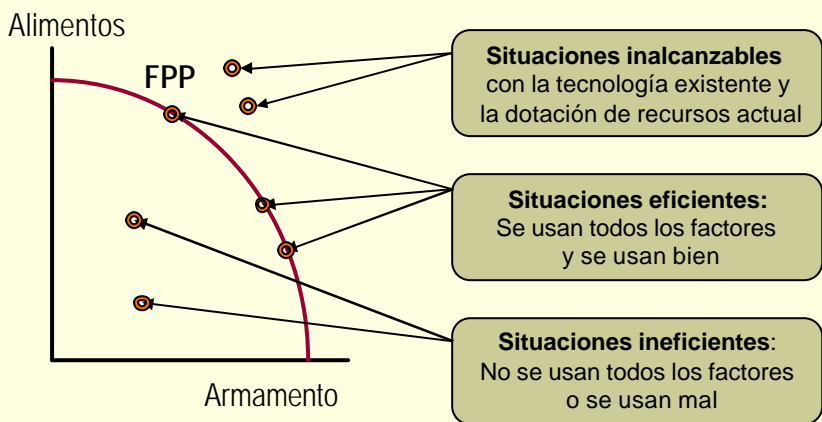 Alimentos
FPP
Situaciones inalcanzables
con la tecnología existente y
la dotación de recursos actual
Situaciones eficientes:
Se usan todos los factores
y se usan bien
Situaciones ineficientes:
No se usan todos los factores
o se usan mal
Armamento